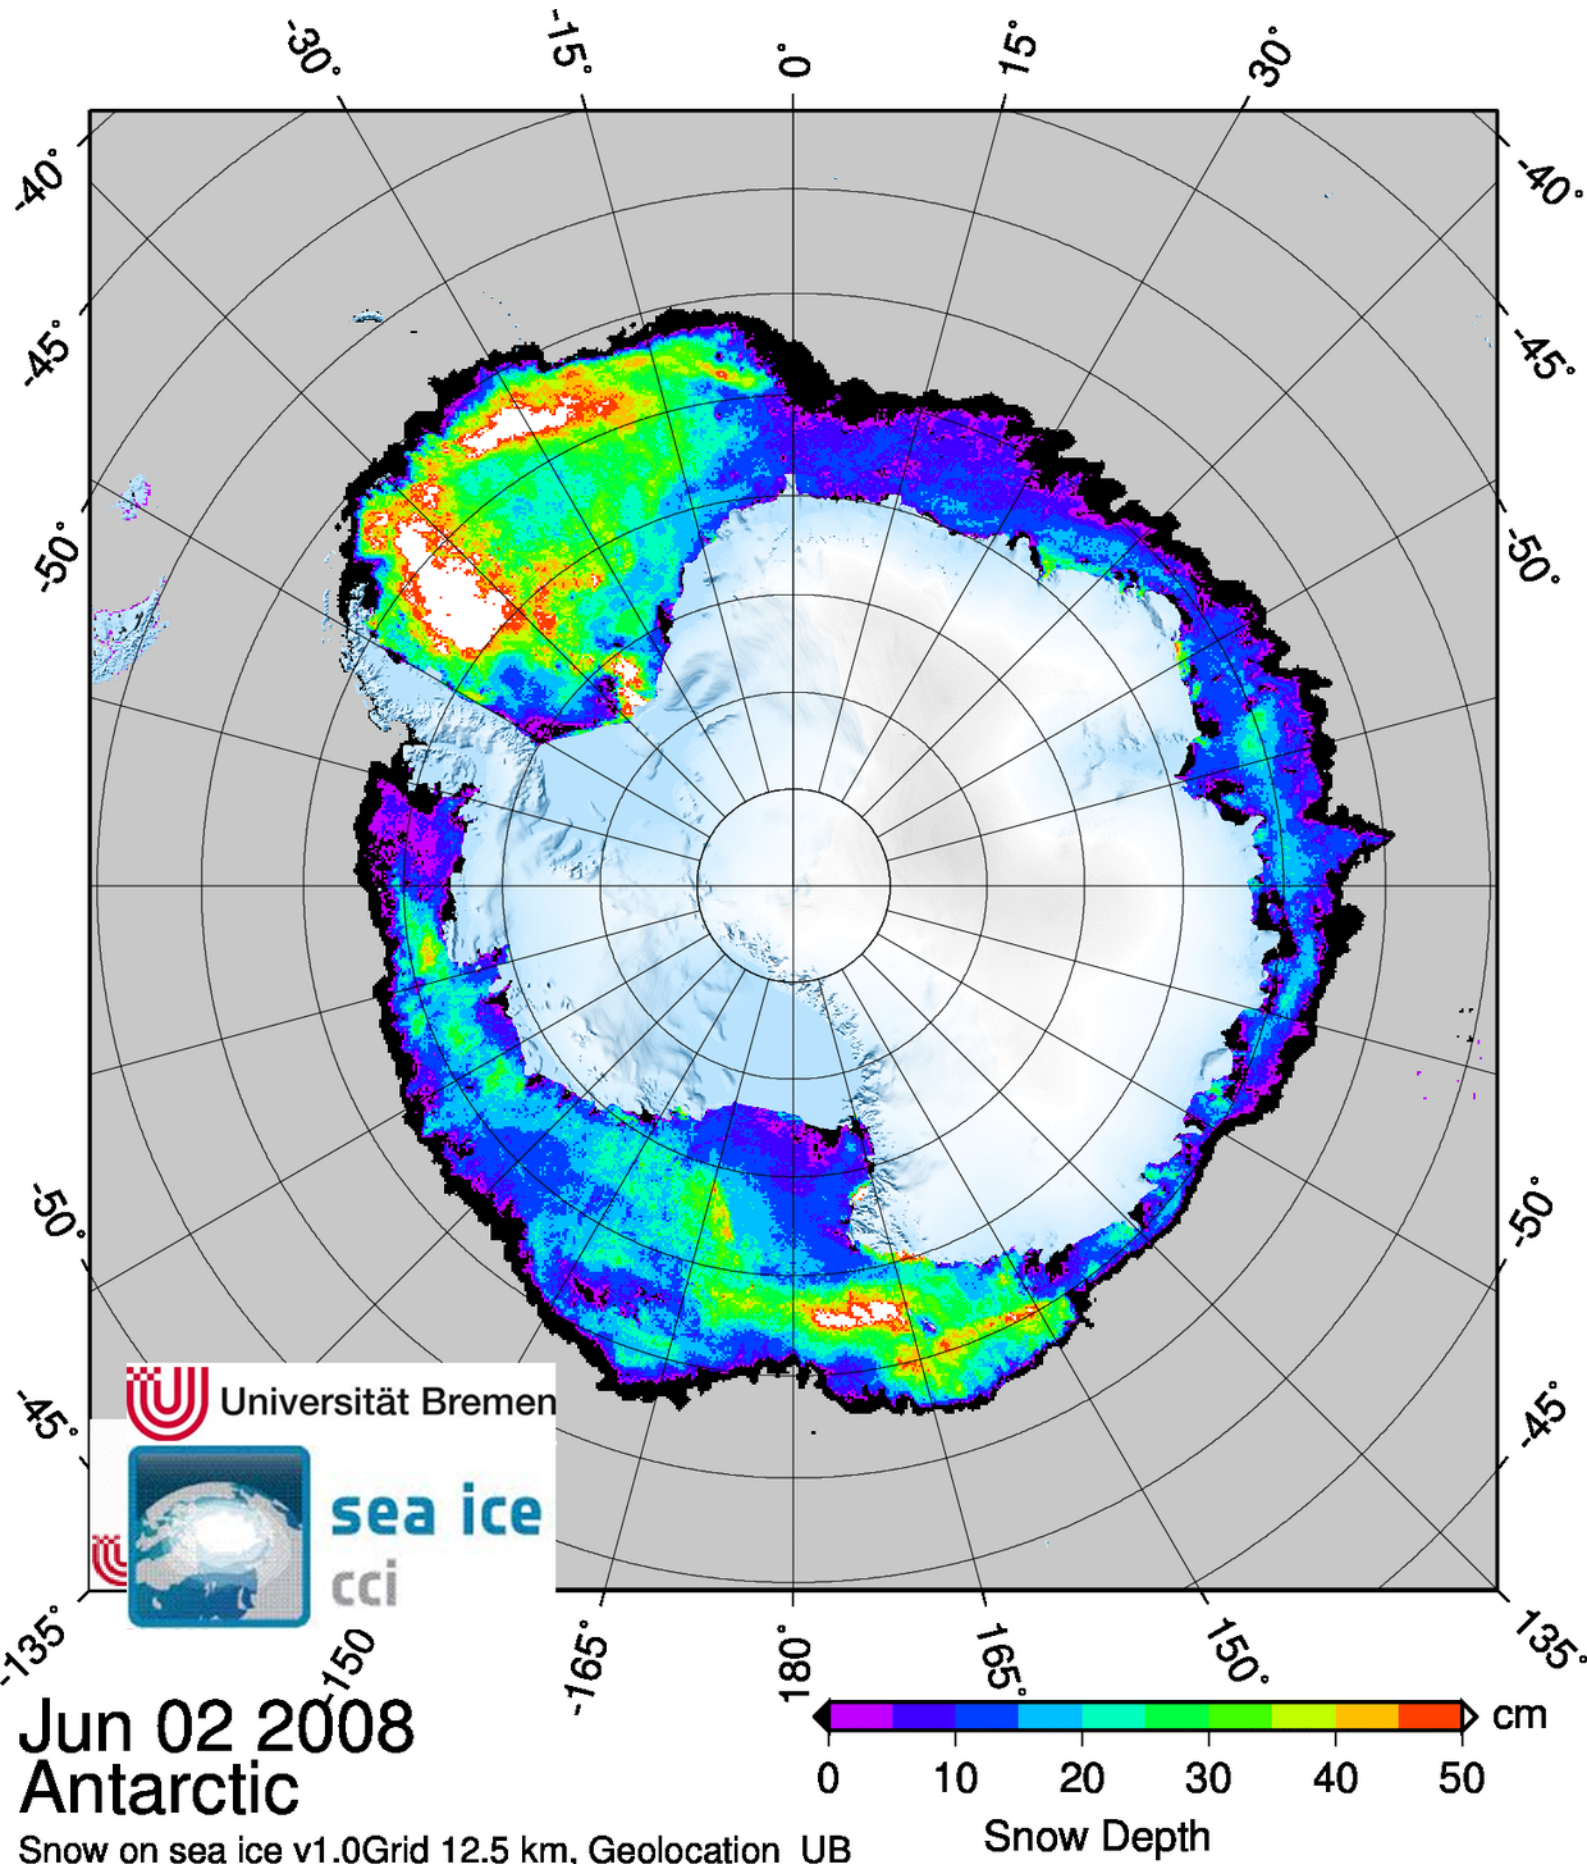 -30° -15° 0° 15° 30°
-40° -40°
-45° -45°
-50° -50°
-50° -50°
-45° -45°
Universität Bremen
sea ice
cci
-135° -150 -165° 180° 165° 150° 135°
Jun 02 2008
Antarctic
Snow on sea ice v1.0Grid 12.5 km, Geolocation UB
cm
0 10 20 30 40 50
Snow Depth